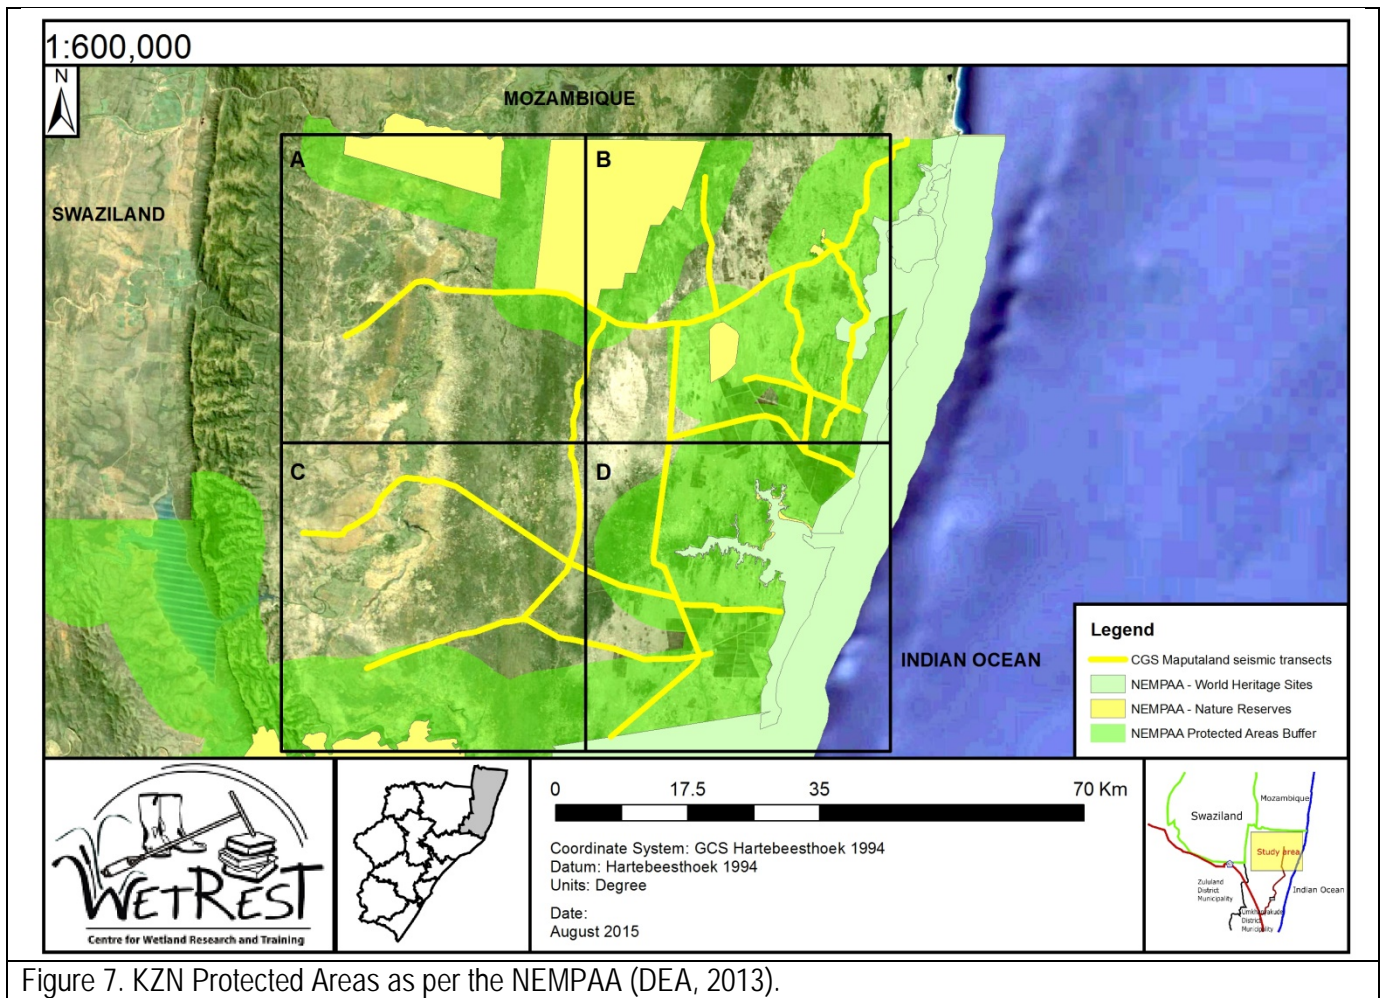 1:600,000
N
MOZAMBIQUE
SWAZILAND
A
B
C
D
INDIAN OCEAN
Legend
CGS Maputaland seismic transects
NEMPAA - World Heritage Sites
NEMPAA - Nature Reserves
NEMPAA Protected Areas Buffer
WETREST
Centre for Wetland Research and Training
0 17.5 35 70 Km
Coordinate System: GCS Hartebeesthoek 1994
Datum: Hartebeesthoek 1994
Units: Degree
Date:
August 2015
Mozambique
Swaziland
Study area
Zululand
District
Municipality
Indian Ocean
Umkhanyakude
District
Municipality
Figure 7. KZN Protected Areas as per the NEMPAA (DEA, 2013).